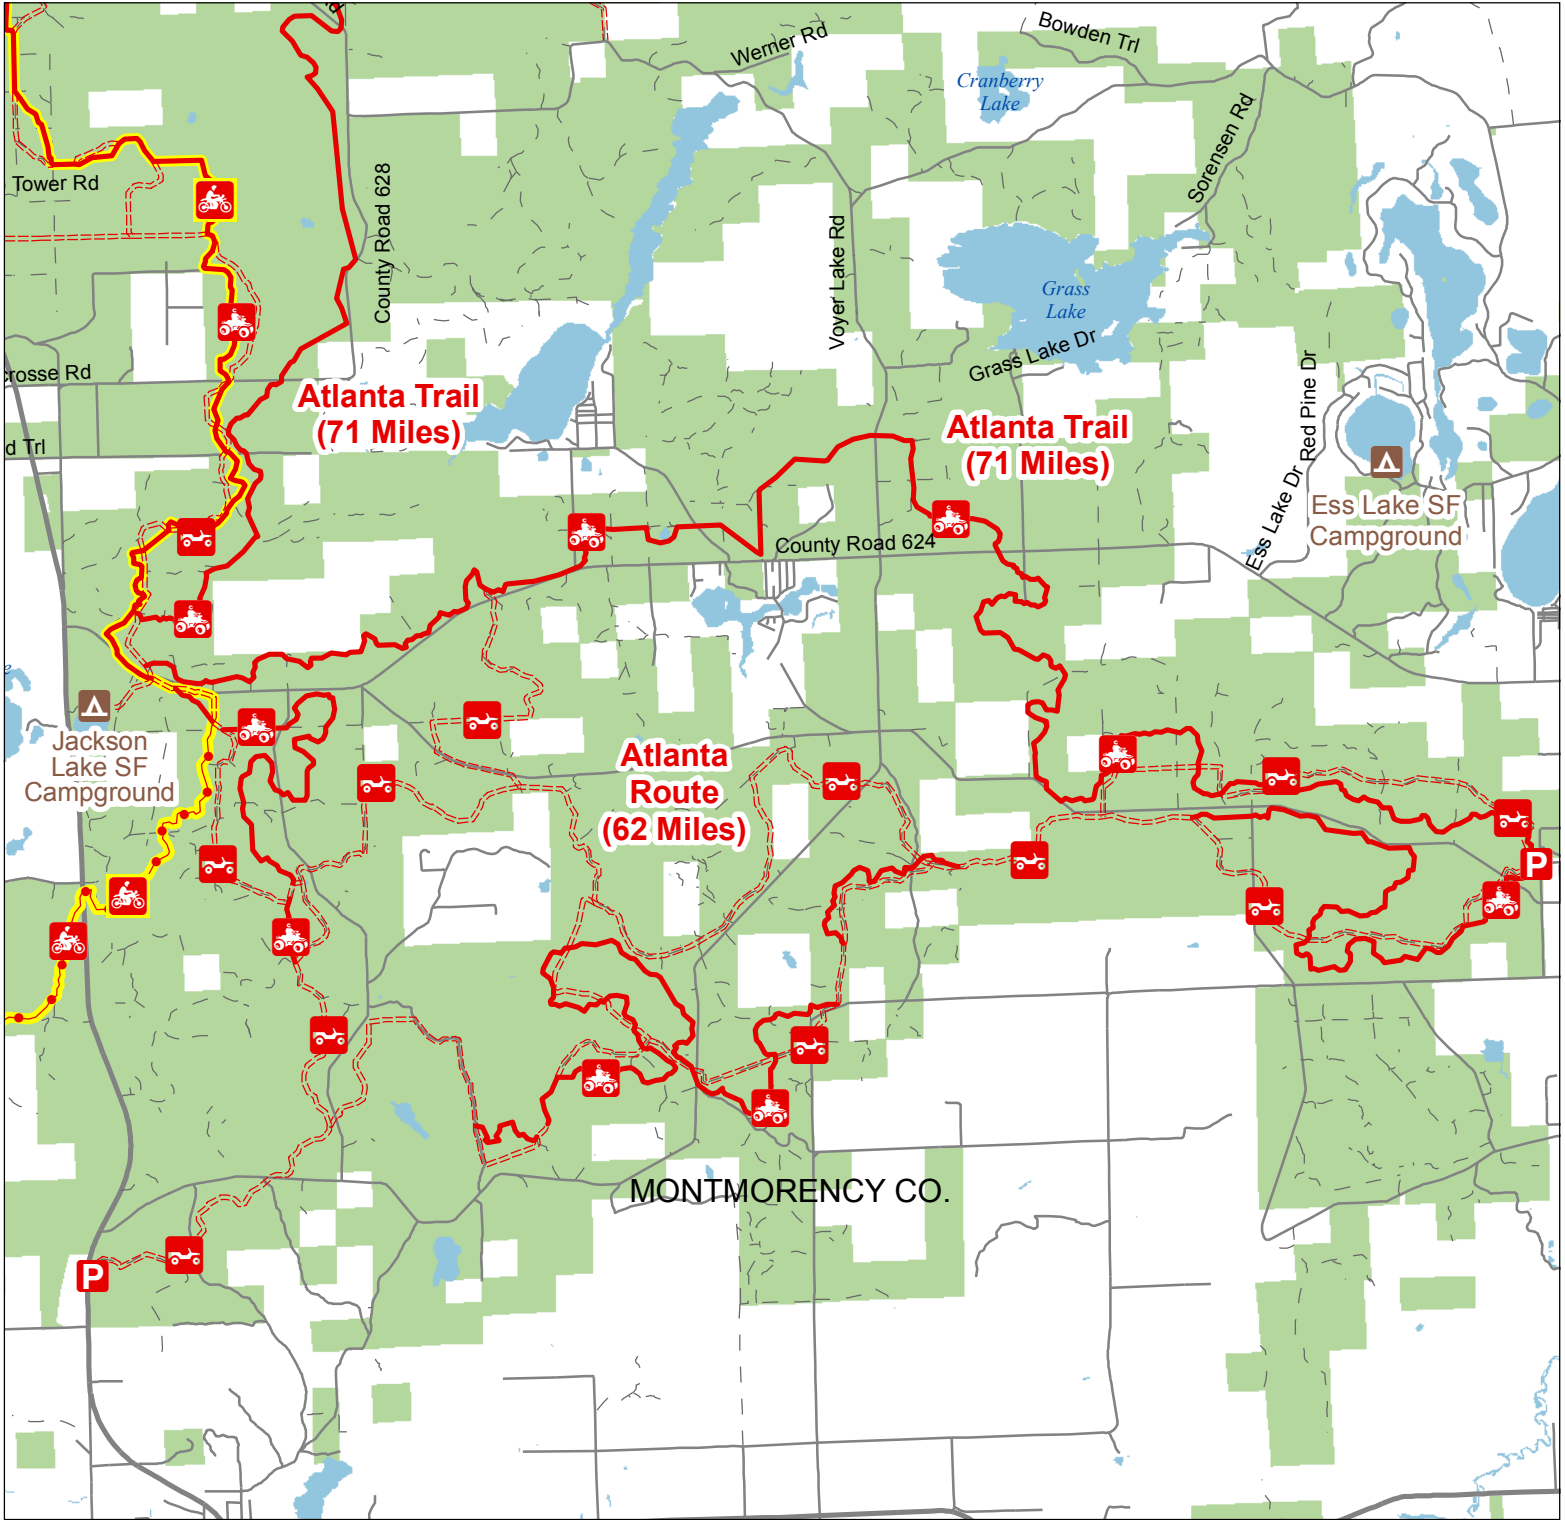 Werner Rd
Bowden Trl
Cranberry
Lake
Sorensen Rd
Tower Rd
County Road 628
Voyer Lake Rd
Grass
Lake
Grass Lake Dr
crosse Rd
Atlanta Trail
(71 Miles)
Atlanta Trail
(71 Miles)
Red Pine Dr
d Trl
Ess Lake Dr
Ess Lake SF
Campground
County Road 624
Jackson
Lake SF
Campground
Atlanta
Route
(62 Miles)
P
MONTMORENCY CO.
P